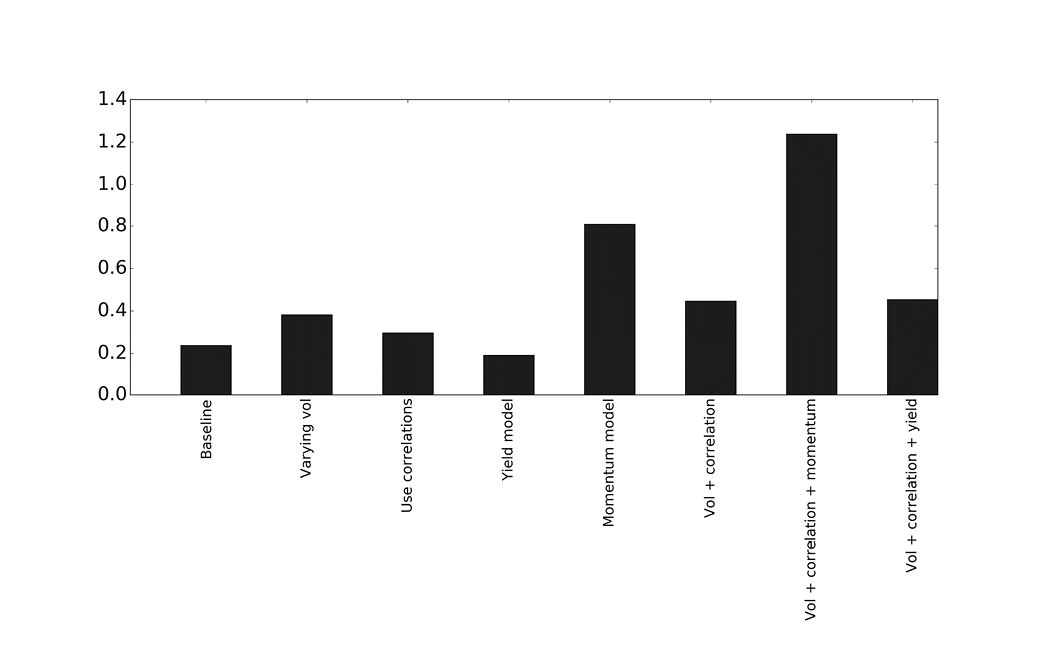 1.4
1.2
1.0
0.8
0.6
0.4
0.2
0.0
Baseline
Varying vol
Use correlations
Yield model
Momentum model
Vol + correlation
Vol + correlation + momentum
Vol + correlation + yield